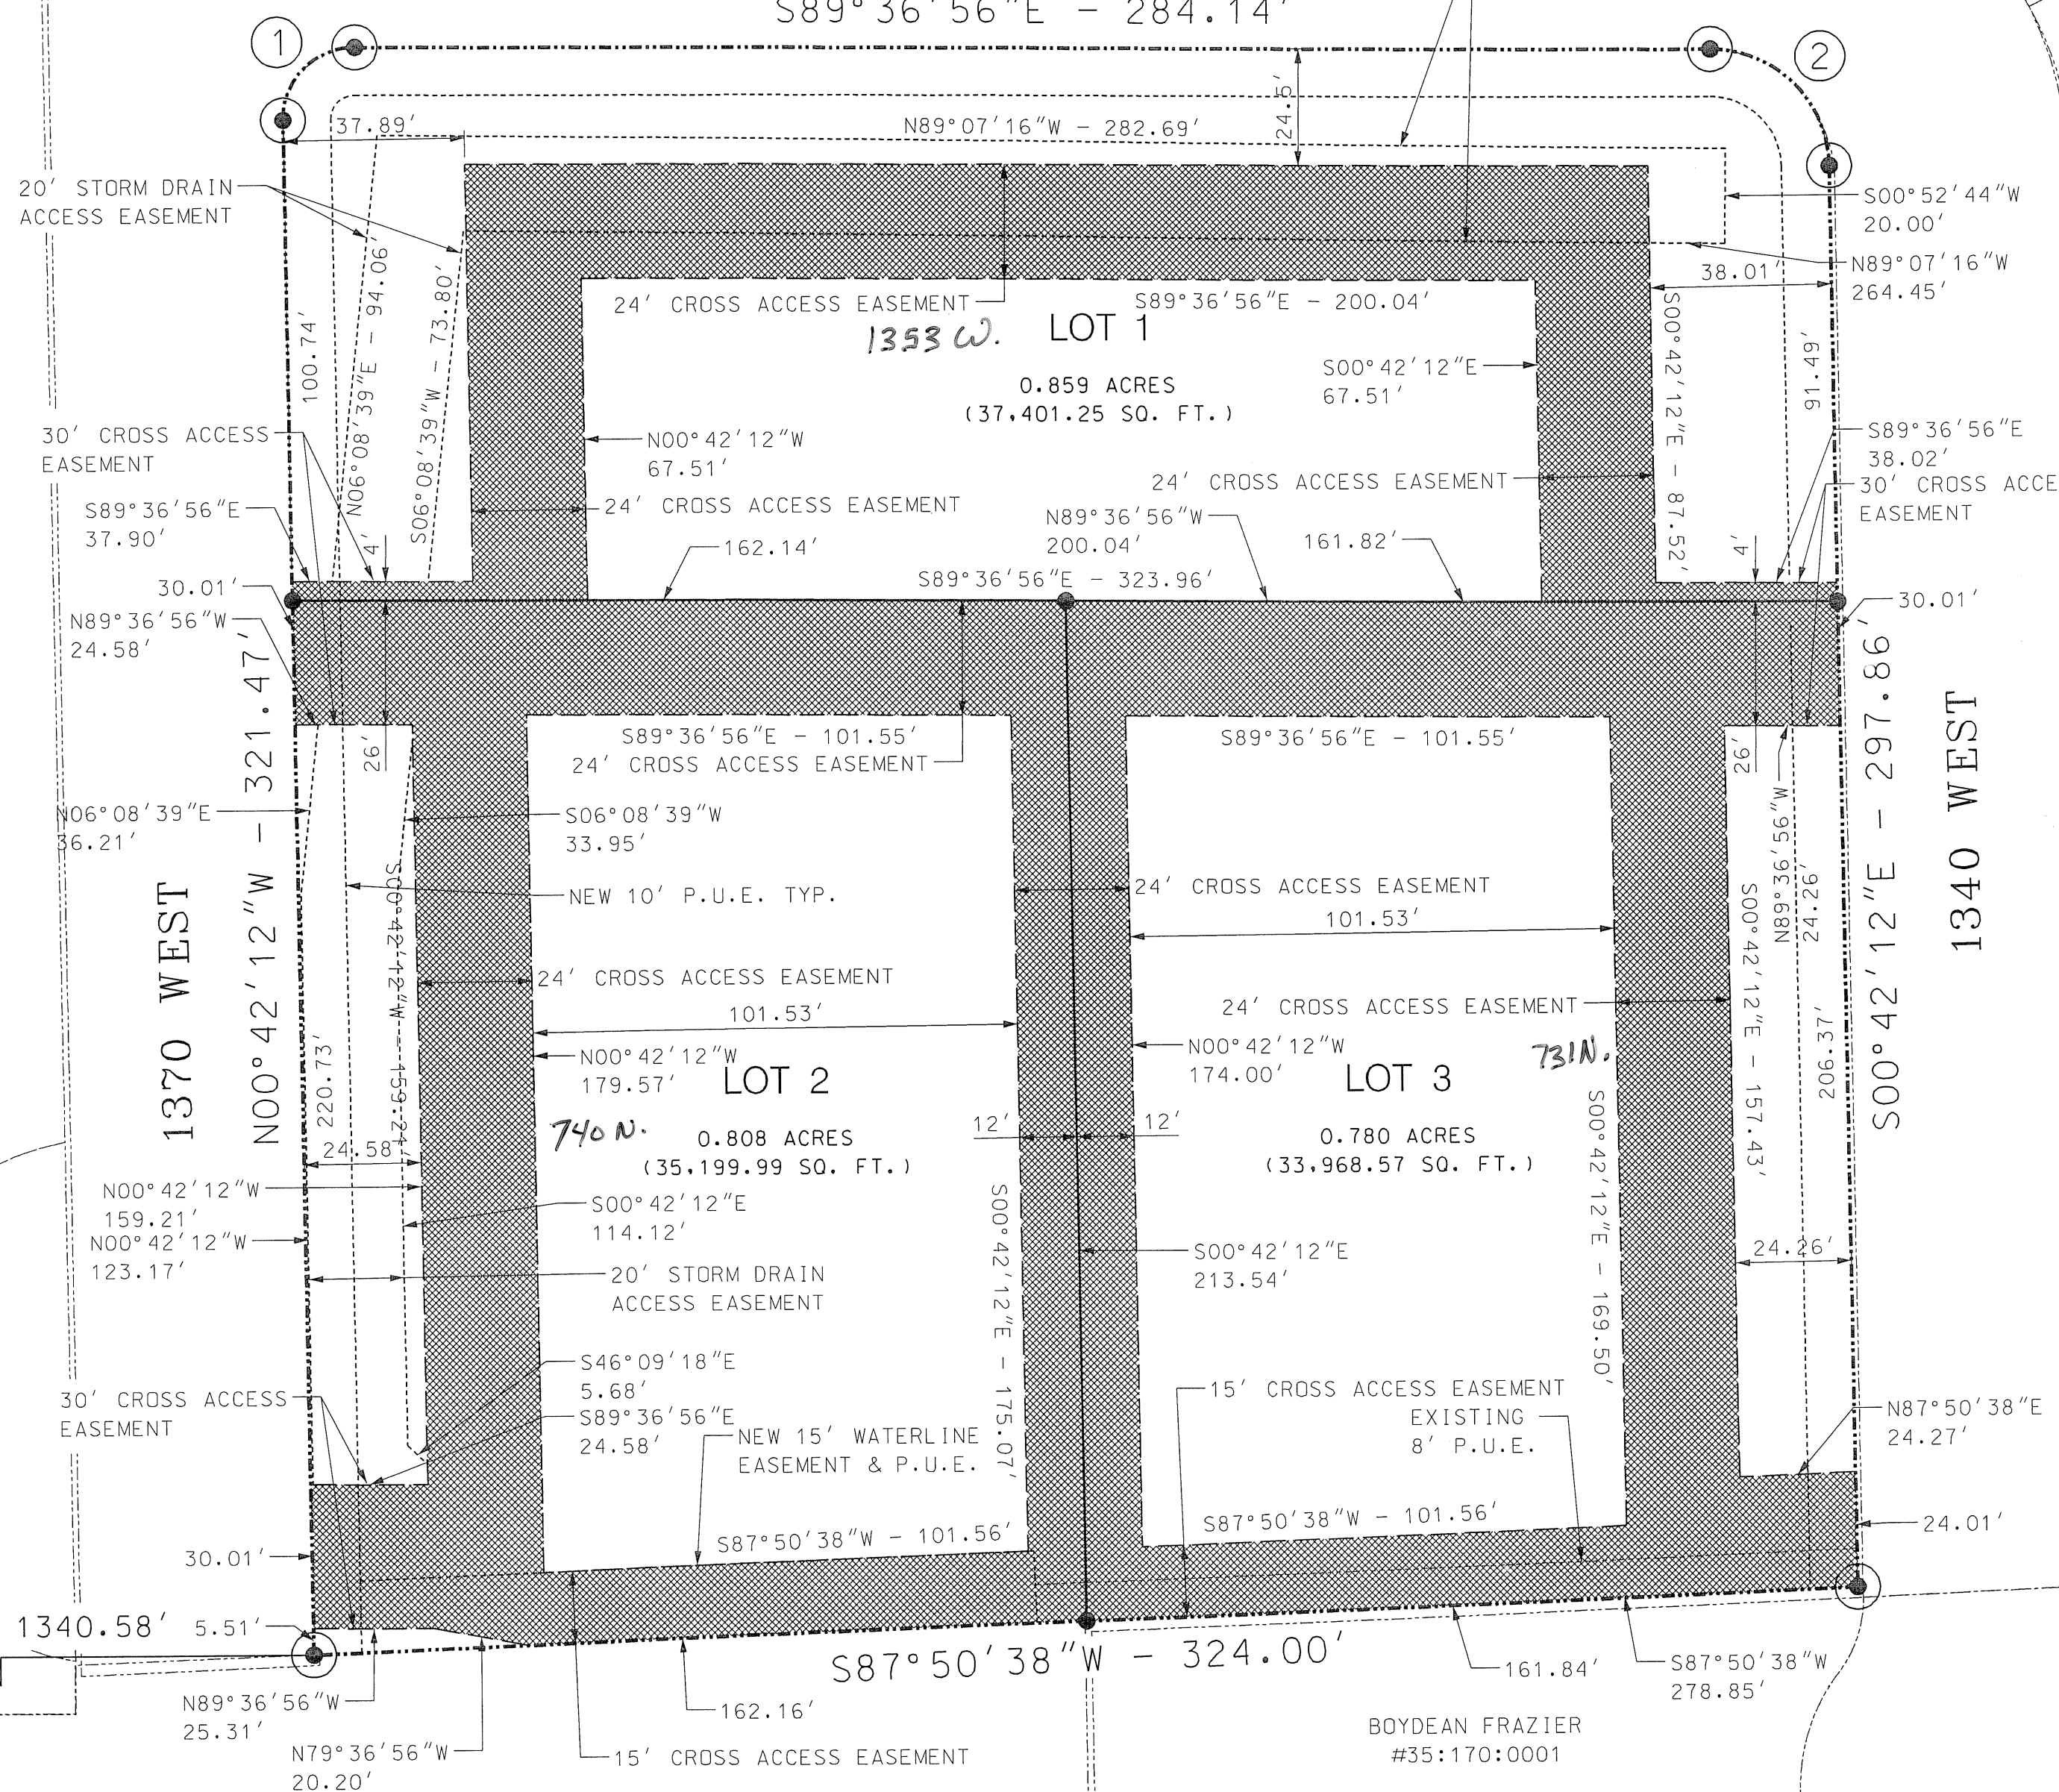 S89°36'56"E - 284.14'
1
2
24.5'
37.89'
N89°07'16"W - 282.69'
20' STORM DRAIN
ACCESS EASEMENT
S00°52'44"W
20.00'
N89°07'16"W
264.45'
38.01'
24' CROSS ACCESS EASEMENT
S89°36'56"E - 200.04'
1353 W.
LOT 1
0.859 ACRES
(37,401.25 SQ. FT.)
S00°42'12"E
67.51'
100.74'
N06°08'39"E - 94.06'
S06°08'39"W - 73.80'
S00°42'12"E - 87.52'
91.49'
30' CROSS ACCESS
EASEMENT
N00°42'12"W
67.51'
S89°36'56"E
38.02'
30' CROSS ACCE
EASEMENT
24' CROSS ACCESS EASEMENT
24' CROSS ACCESS EASEMENT
S89°36'56"E
37.90'
4'
4'
162.14'
N89°36'56"W
200.04'
161.82'
S89°36'56"E - 323.96'
30.01'
30.01'
N89°36'56"W
24.58'
26'
26'
S89°36'56"E - 101.55'
24' CROSS ACCESS EASEMENT
S89°36'56"E - 101.55'
1370 WEST
N00°42'12"W - 321.47'
S00°42'12"E - 297.86'
1340 WEST
N06°08'39"E
36.21'
S06°08'39"W
33.95'
NEW 10' P.U.E. TYP.
S00°42'12"W - 159.24'
N89°36'56"W
24.26'
24' CROSS ACCESS EASEMENT
101.53'
24' CROSS ACCESS EASEMENT
101.53'
24' CROSS ACCESS EASEMENT
S00°42'12"E - 157.43'
206.37'
220.73'
24.58'
N00°42'12"W
179.57'
LOT 2
740 N.
0.808 ACRES
(35,199.99 SQ. FT.)
12'
12'
N00°42'12"W
174.00'
LOT 3
731 N.
0.780 ACRES
(33,968.57 SQ. FT.)
S00°42'12"E - 169.50'
N00°42'12"W
159.21'
N00°42'12"W
123.17'
S00°42'12"E
114.12'
S00°42'12"E - 175.07'
S00°42'12"E
213.54'
24.26'
20' STORM DRAIN
ACCESS EASEMENT
S46°09'18"E
5.68'
S89°36'56"E
24.58'
30' CROSS ACCESS
EASEMENT
NEW 15' WATERLINE
EASEMENT & P.U.E.
15' CROSS ACCESS EASEMENT
EXISTING
8' P.U.E.
N87°50'38"E
24.27'
S87°50'38"W - 101.56'
S87°50'38"W - 101.56'
24.01'
30.01'
1340.58'
5.51'
S87°50'38"W - 324.00'
161.84'
S87°50'38"W
278.85'
N89°36'56"W
25.31'
162.16'
N79°36'56"W
20.20'
15' CROSS ACCESS EASEMENT
BOYDEAN FRAZIER
#35:170:0001